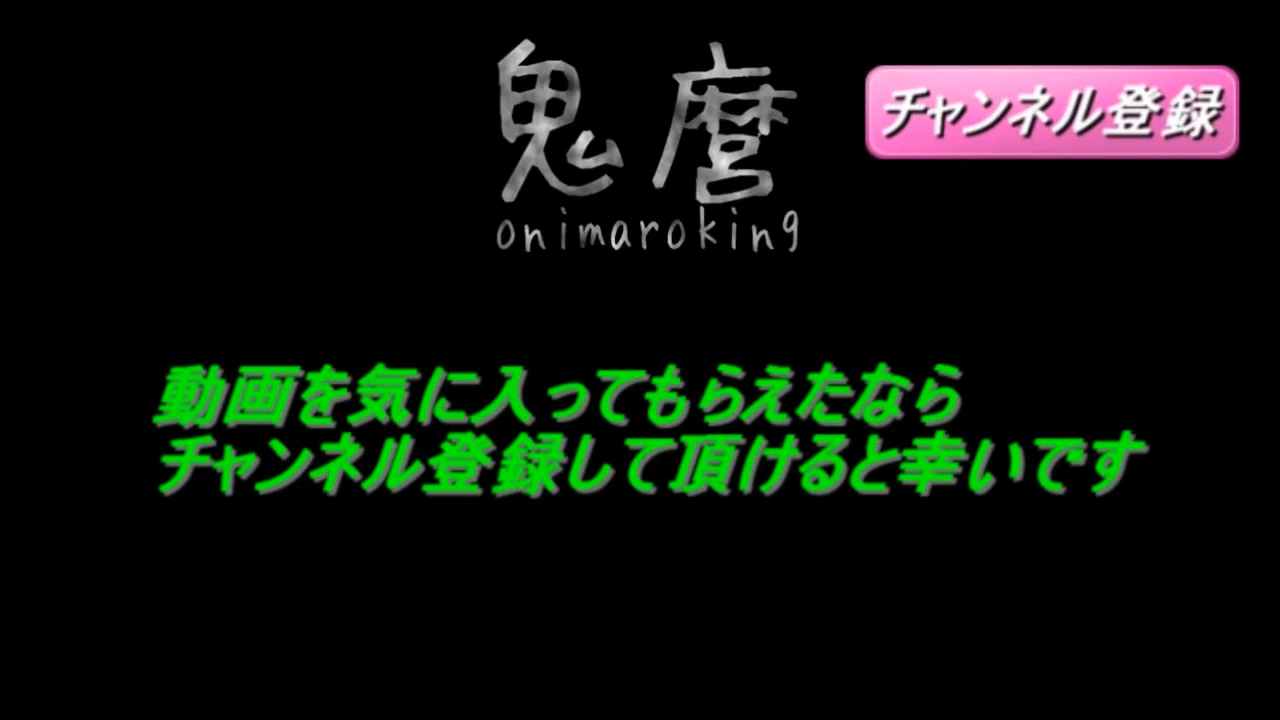 鬼麿
onimaroking
チャンネル登録
動画を気に入ってもらえたなら
チャンネル登録して頂けると幸いです